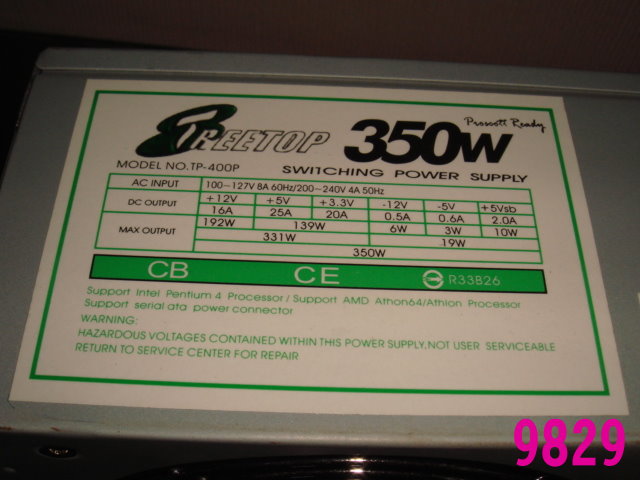 TREETOP 350W Prescott Ready
MODEL NO.TP-400P SWITCHING POWER SUPPLY
AC INPUT 100~127V 8A 60Hz/200~240V 4A 50Hz
DC OUTPUT +12V +5V +3.3V -12V -5V +5Vsb
16A 25A 20A 0.5A 0.6A 2.0A
MAX OUTPUT 192W 139W 6W 3W 10W
331W 19W
350W
CB CE R33B26
Support Intel Pentium 4 Processor/Support AMD Athon64/Athlon Processor
Support serial ata power connector
WARNING:
HAZARDOUS VOLTAGES CONTAINED WITHIN THIS POWER SUPPLY,NOT USER SERVICEABLE
RETURN TO SERVICE CENTER FOR REPAIR
9829